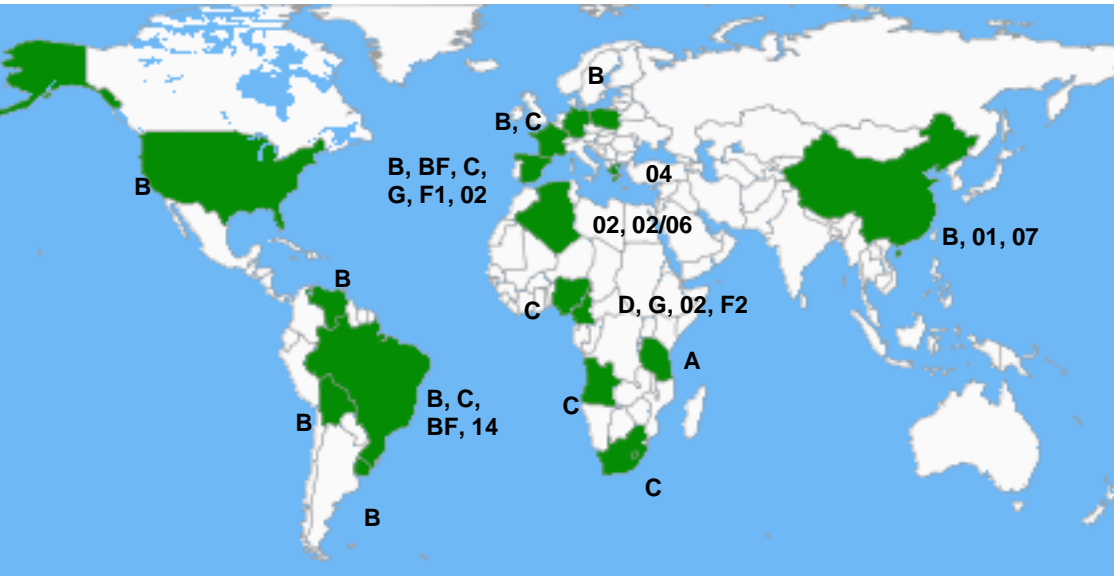 B
B, C
B, BF, C,
G, F1, 02
04
B
02, 02/06
B, 01, 07
B
C
D, G, 02, F2
A
B, C,
BF, 14
C
B
C
B